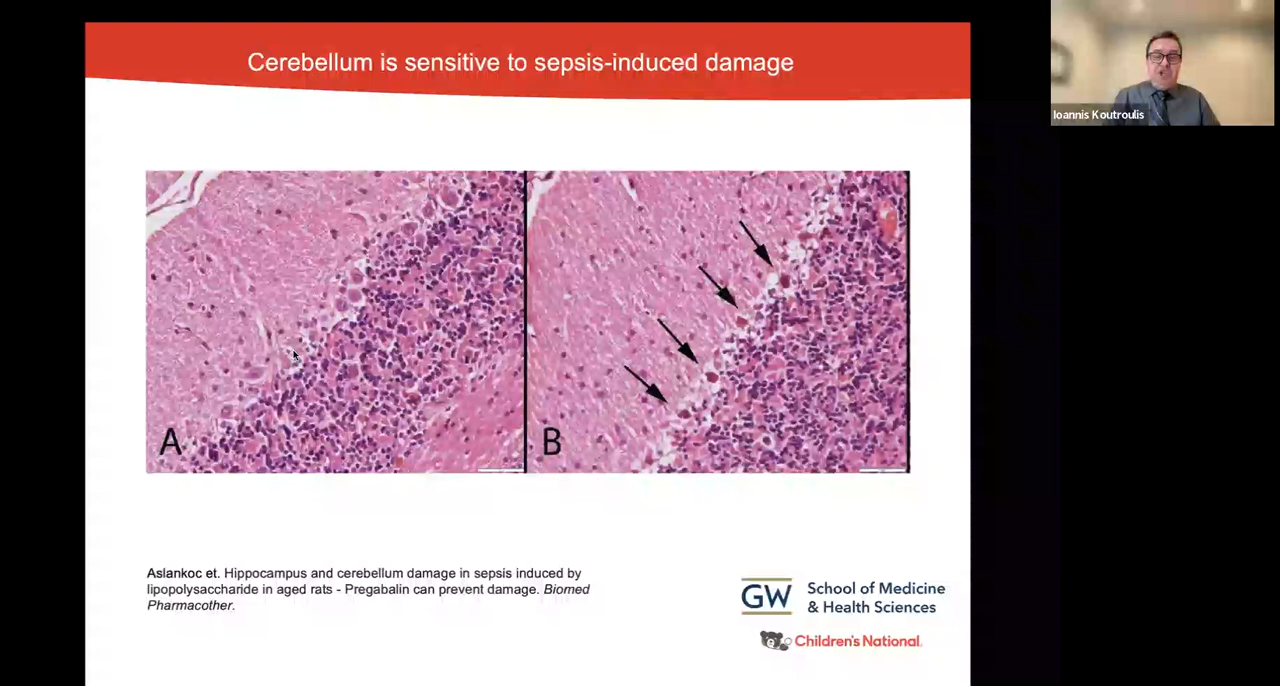 Cerebellum is sensitive to sepsis-induced damage
Ioannis Koutroulis
A
B
Aslankoc et. Hippocampus and cerebellum damage in sepsis induced by
lipopolysaccharide in aged rats - Pregabalin can prevent damage. Biomed
Pharmacother.
GW
School of Medicine
& Health Sciences
Children's National.